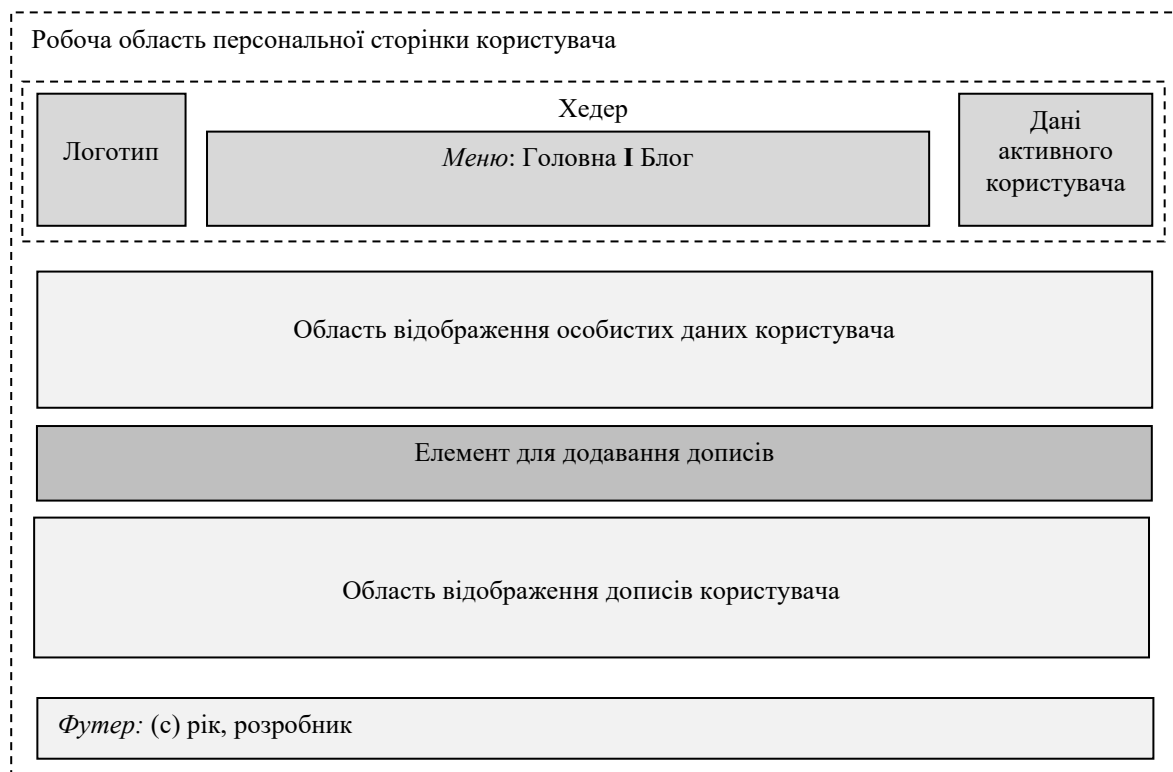 Робоча область персональної сторінки користувача
Хедер
Логотип
Меню: Головна I Блог
Дані
активного
користувача
Область відображення особистих даних користувача
Елемент для додавання дописів
Область відображення дописів користувача
Футер: (с) рік, розробник